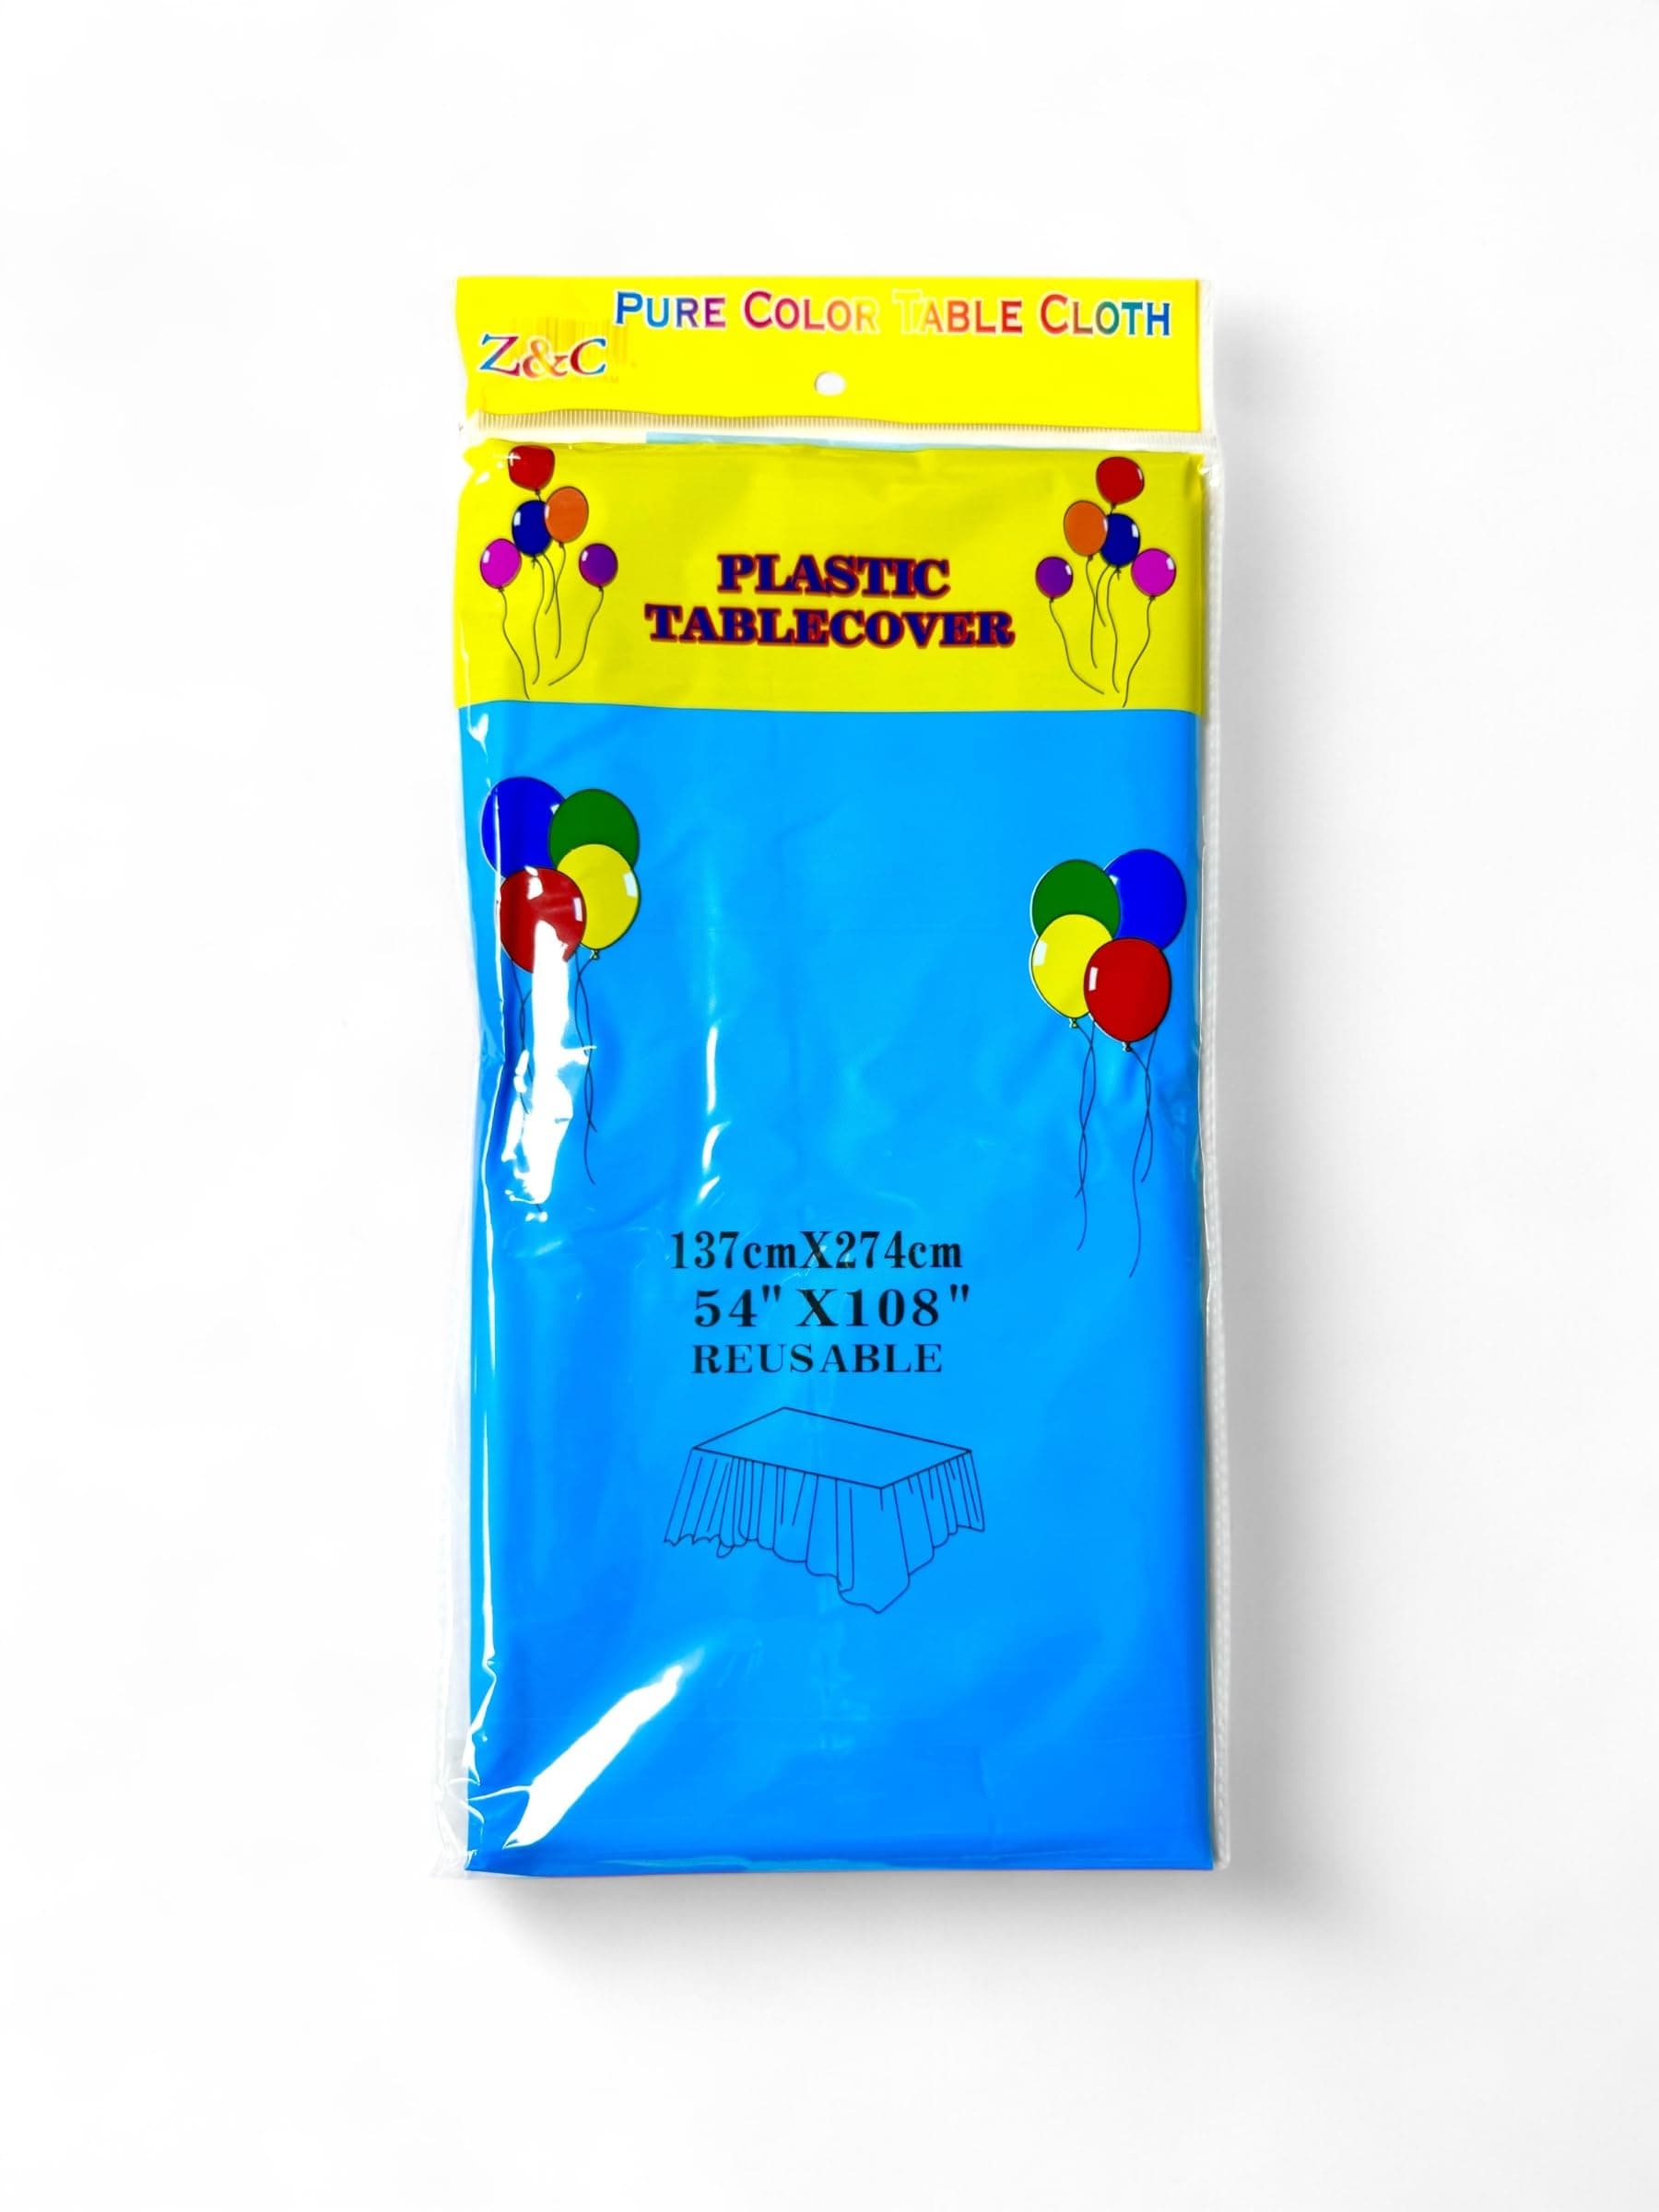 PURE COLOR TABLE CLOTH
Z&C
PLASTIC
TABLECOVER
137cmX274cm
54" X108"
REUSABLE